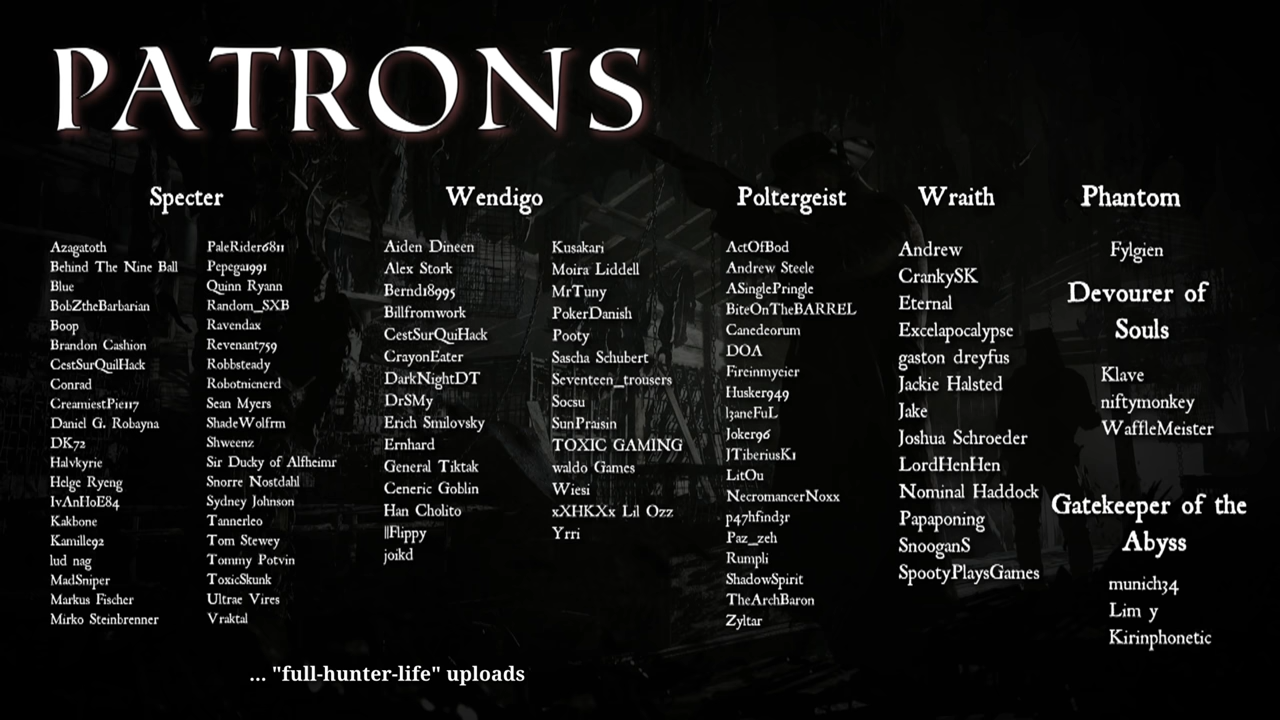 PATRONS
Specter
Azagatoth
Behind The Nine Ball
Blue
BobZtheBarbarian
Boop
Brandon Cashion
CestSurQuilHack
Conrad
CreamiestPie117
Daniel G. Robayna
DK72
Halvkyrie
Helge Ryeng
IvAnHoE84
Kakbone
Kamille92
lud nag
MadSniper
Markus Fischer
Mirko Steinbrenner
PaleRider6811
Pepega1991
Quinn Ryann
Random_SXB
Ravendax
Revenant759
Robbsteady
Robotnicnerd
Sean Myers
ShadeWolfrm
Shweenz
Sir Ducky of Alfheimr
Snorre Nostdahl
Sydney Johnson
Tannerleo
Tom Stewey
Tommy Potvin
ToxicSkunk
Ultrae Vires
Vraktal
Wendigo
Aiden Dineen
Alex Stork
Bernd18995
Billfromwork
CestSurQuiHack
CrayonEater
DarkNightDT
DrSMy
Erich Smilovsky
Ernhard
General Tiktak
Generic Goblin
Han Cholito
||Flippy
joikd
Kusakari
Moira Liddell
MrTuny
PokerDanish
Pooty
Sascha Schubert
Seventeen_trousers
Socsu
SunPraisin
TOXIC GAMING
waldo Games
Wiesi
xXHKXx Lil Ozz
Yrri
Poltergeist
ActOfBod
Andrew Steele
ASinglePringle
BiteOnTheBARREL
Canedeorum
DOA
Fireinmyeier
Husker949
l3aneFuL
Joker96
JTiberiusK1
LitOu
NecromancerNoxx
p47hfind3r
Paz_zeh
Rumpli
ShadowSpirit
TheArchBaron
Zyltar
Wraith
Andrew
CrankySK
Eternal
Excelapocalypse
gaston dreyfus
Jackie Halsted
Jake
Joshua Schroeder
LordHenHen
Nominal Haddock
Papaponing
SnooganS
SpootyPlaysGames
Phantom
Fylgien
Devourer of
Souls
Klave
niftymonkey
WaffleMeister
Gatekeeper of the
Abyss
munich34
Lim y
Kirinphonetic
... "full-hunter-life" uploads